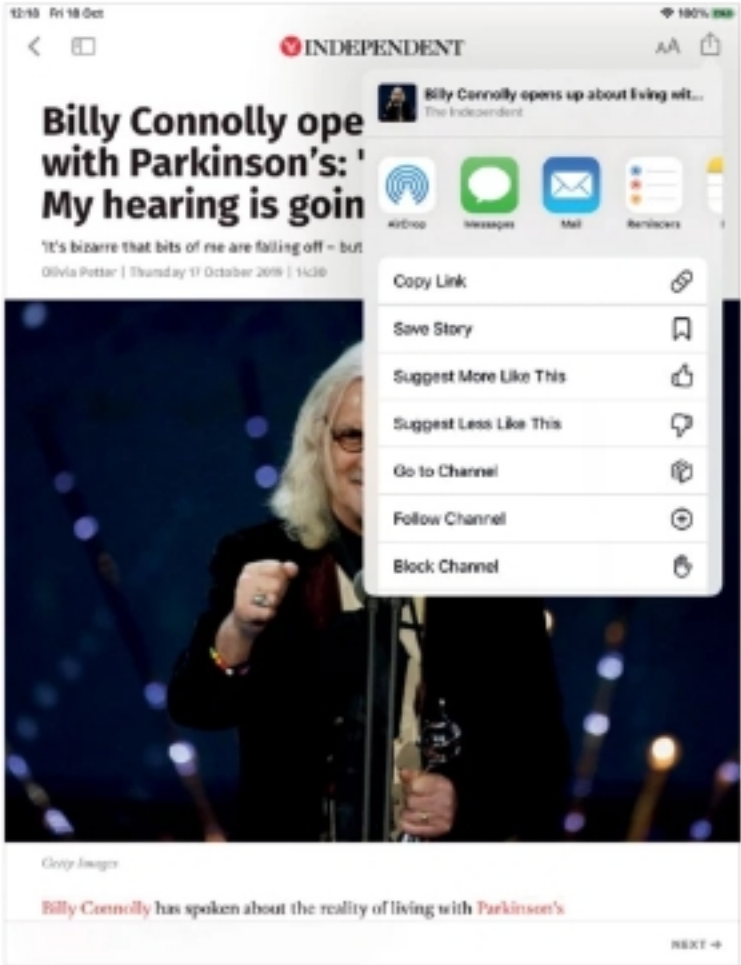 12:18 Fri 18 Oct
100%
INDEPENDENT
AA
Billy Connolly ope
with Parkinson's: '
My hearing is goin
'It's bizarre that bits of me are falling off – but
Olivia Petter | Thursday 17 October 2019 | 14:30
Billy Connolly opens up about living wit...
The Independent
AirDrop
Messages
Mail
Reminders
Copy Link
Save Story
Suggest More Like This
Suggest Less Like This
Go to Channel
Follow Channel
Block Channel
Getty Images
Billy Connolly has spoken about the reality of living with Parkinson's
NEXT →